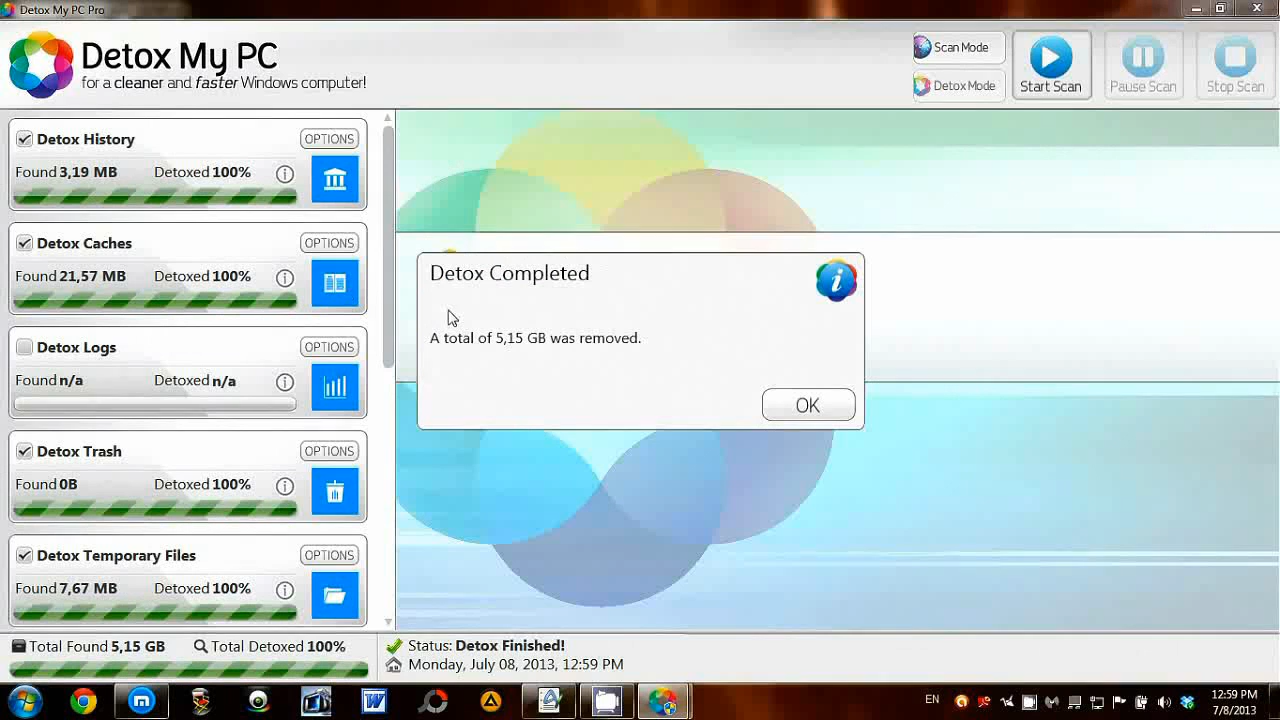 Detox My PC Pro
Detox My PC
for a cleaner and faster Windows computer!
Scan Mode
Detox Mode
Start Scan
Pause Scan
Stop Scan
Detox History
OPTIONS
Found 3,19 MB
Detoxed 100%
Detox Caches
OPTIONS
Found 21,57 MB
Detoxed 100%
Detox Logs
OPTIONS
Found n/a
Detoxed n/a
Detox Trash
OPTIONS
Found 0B
Detoxed 100%
Detox Temporary Files
OPTIONS
Found 7,67 MB
Detoxed 100%
Detox Completed
A total of 5,15 GB was removed.
OK
Total Found 5,15 GB
Total Detoxed 100%
Status: Detox Finished!
Monday, July 08, 2013, 12:59 PM
EN
12:59 PM
7/8/2013